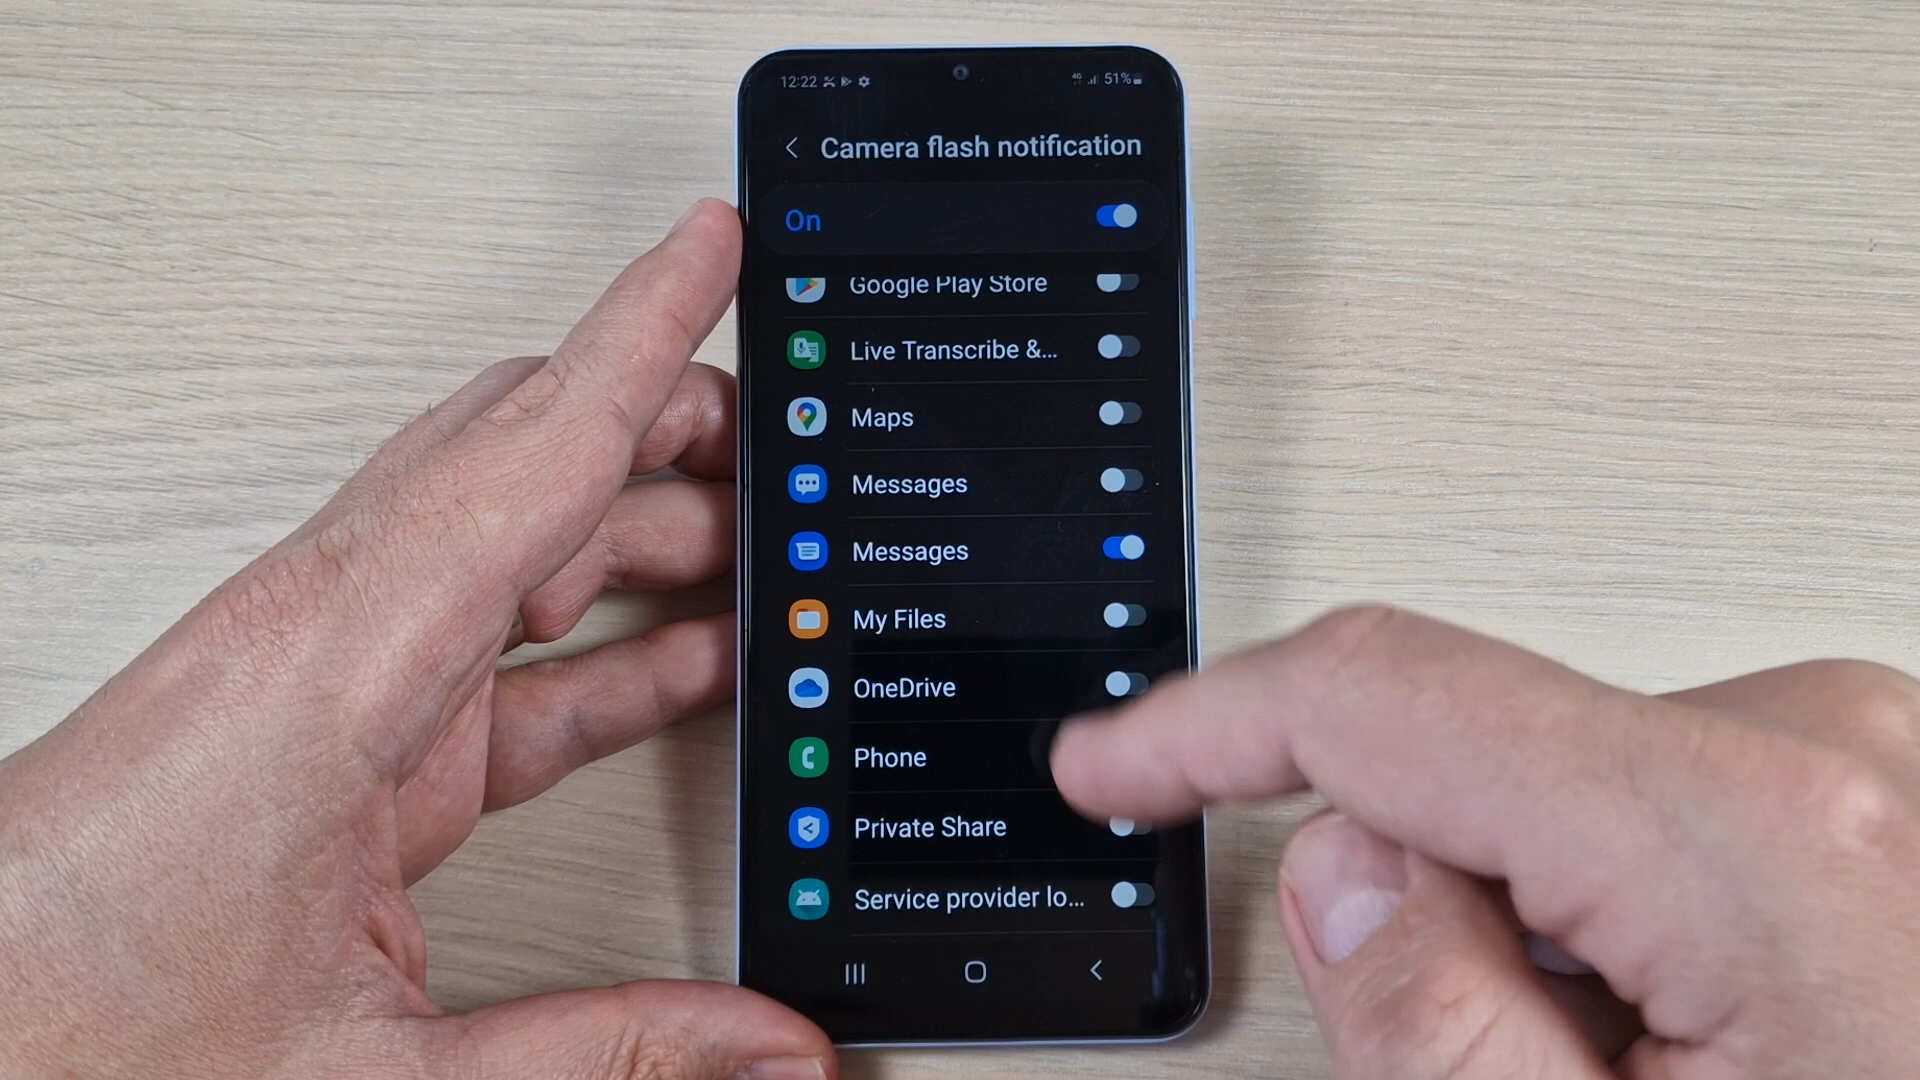 12:22 4G 51%
Camera flash notification
On
Google Play Store
Live Transcribe &...
Maps
Messages
Messages
My Files
OneDrive
Phone
Private Share
Service provider lo...